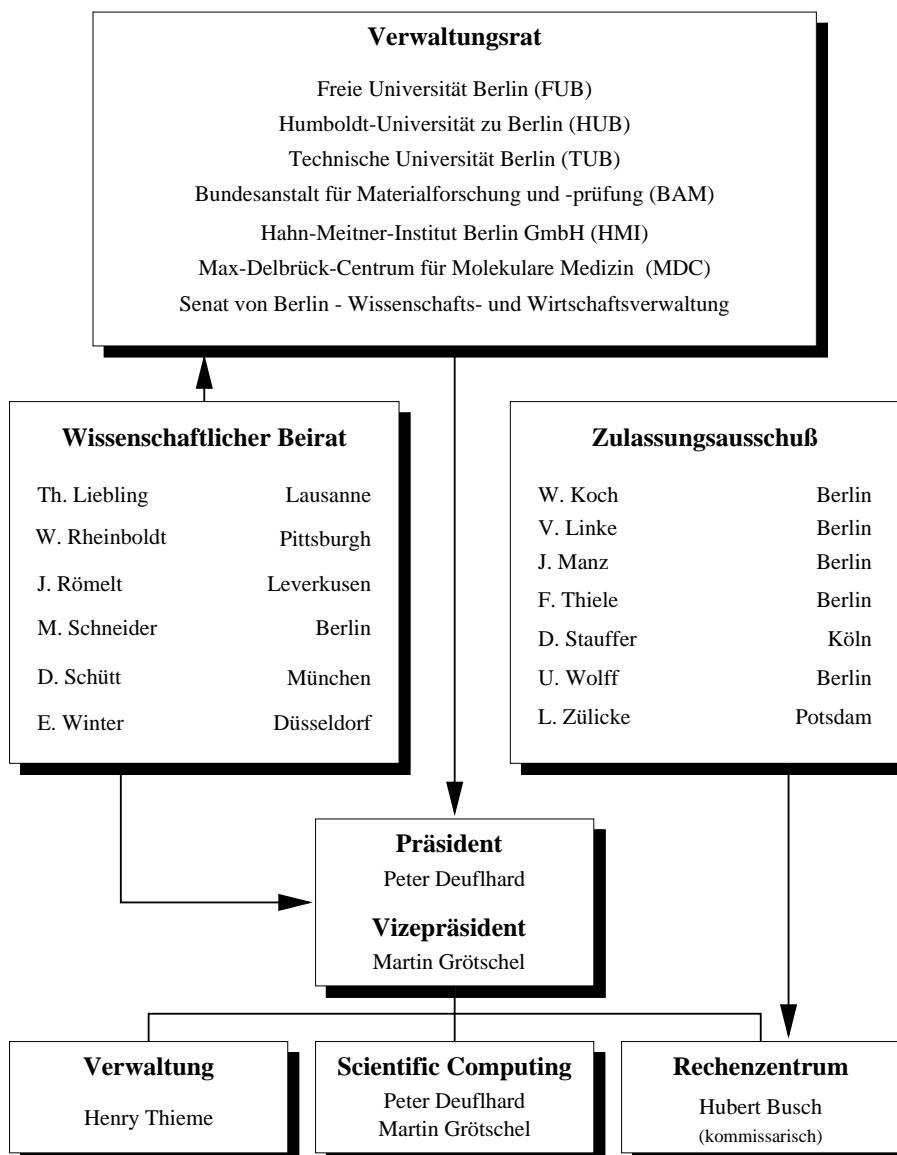 Verwaltungsrat
Freie Universität Berlin (FUB)
Humboldt-Universität zu Berlin (HUB)
Technische Universität Berlin (TUB)
Bundesanstalt für Materialforschung und -prüfung (BAM)
Hahn-Meitner-Institut Berlin GmbH (HMI)
Max-Delbrück-Centrum für Molekulare Medizin (MDC)
Senat von Berlin - Wissenschafts- und Wirtschaftsverwaltung
Wissenschaftlicher Beirat
Th. Liebling Lausanne
W. Rheinboldt Pittsburgh
J. Römelt Leverkusen
M. Schneider Berlin
D. Schütt München
E. Winter Düsseldorf
Zulassungsausschuß
W. Koch Berlin
V. Linke Berlin
J. Manz Berlin
F. Thiele Berlin
D. Stauffer Köln
U. Wolff Berlin
L. Zülicke Potsdam
Präsident
Peter Deuflhard
Vizepräsident
Martin Grötschel
Verwaltung
Henry Thieme
Scientific Computing
Peter Deuflhard
Martin Grötschel
Rechenzentrum
Hubert Busch
(kommissarisch)